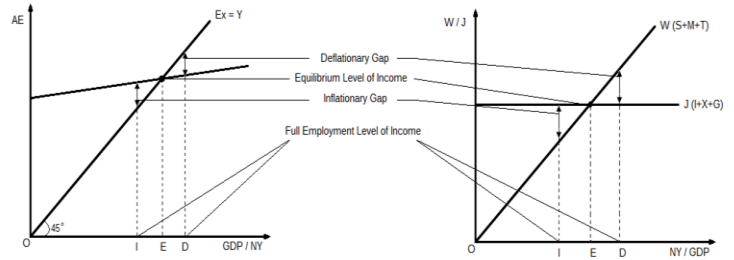 AE
Ex = Y
W / J
W (S+M+T)
Deflationary Gap
Equilibrium Level of Income
Inflationary Gap
J (I+X+G)
Full Employment Level of Income
45°
O
I
E
D
GDP / NY
O
I
E
D
NY / GDP